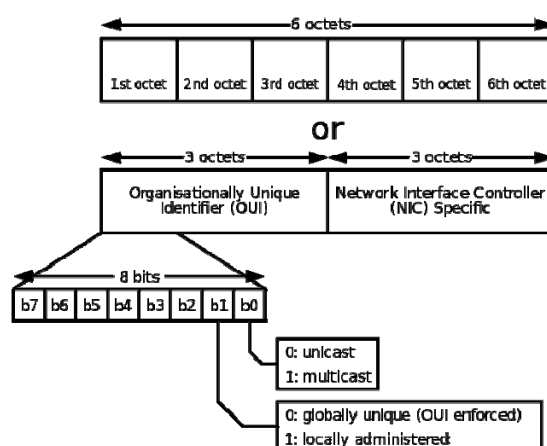 6 octets
1st octet 2nd octet 3rd octet 4th octet 5th octet 6th octet
or
3 octets 3 octets
Organisationally Unique
Identifier (OUI)
Network Interface Controller
(NIC) Specific
8 bits
b7 b6 b5 b4 b3 b2 b1 b0
0: unicast
1: multicast
0: globally unique (OUI enforced)
1: locally administered